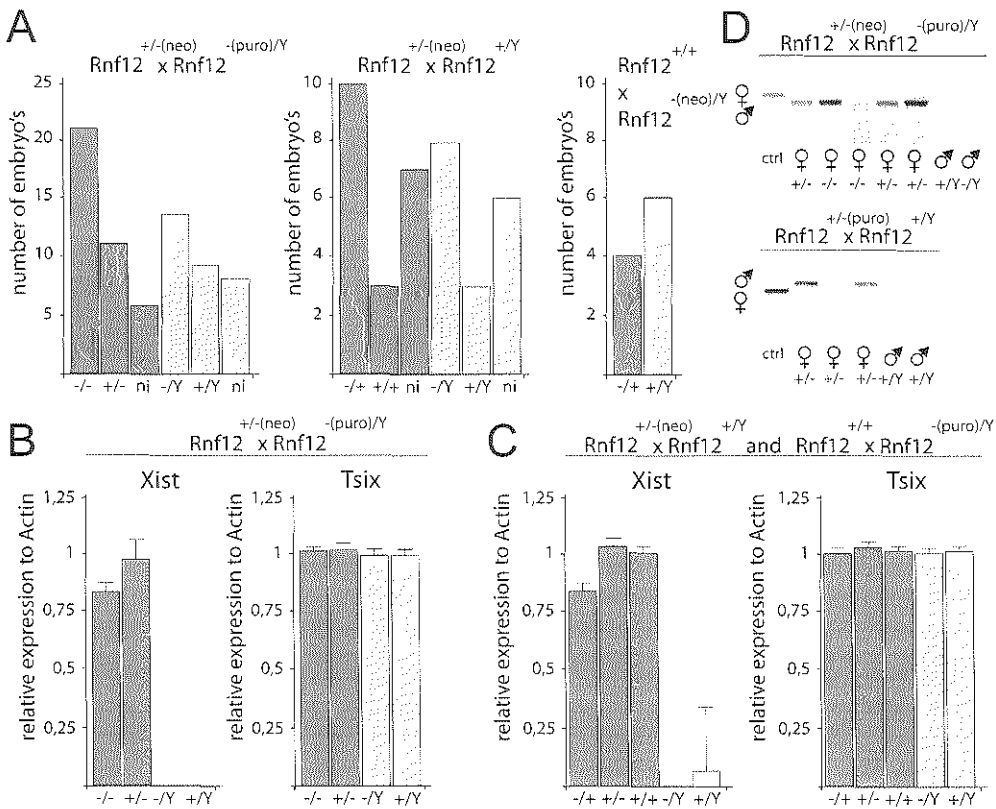 A
+/-(neo) -(puro)/Y
Rnf12 x Rnf12
number of embryo's
25
20
15
10
5
-/- +/- ni -/Y +/Y ni
+/-(neo) +/Y
Rnf12 x Rnf12
number of embryo's
10
8
6
4
2
-/+ +/+ ni -/Y +/Y ni
+/+
Rnf12
x
-(neo)/Y
Rnf12
number of embryo's
10
8
6
4
2
-/+ +/Y
D
+/-(neo) -(puro)/Y
Rnf12 x Rnf12
♀
♂
ctrl ♀ ♀ ♀ ♀ ♀ ♂ ♂
+/- -/- -/- +/- +/- +/Y -/Y
+/-(puro) +/Y
Rnf12 x Rnf12
♂
♀
ctrl ♀ ♀ ♀ ♂ ♂
+/- +/- +/- +/Y +/Y
B
+/-(neo) -(puro)/Y
Rnf12 x Rnf12
Xist
relative expression to Actin
1,25
1
0,75
0,5
0,25
-/- +/- -/Y +/Y
Tsix
relative expression to Actin
1,25
1
0,75
0,5
0,25
-/- +/- -/Y +/Y
C
+/-(neo) +/Y +/+ -(puro)/Y
Rnf12 x Rnf12 and Rnf12 x Rnf12
Xist
relative expression to Actin
1,25
1
0,75
0,5
0,25
-/+ +/- +/+ -/Y +/Y
Tsix
relative expression to Actin
1,25
1
0,75
0,5
0,25
-/+ +/- +/+ -/Y +/Y